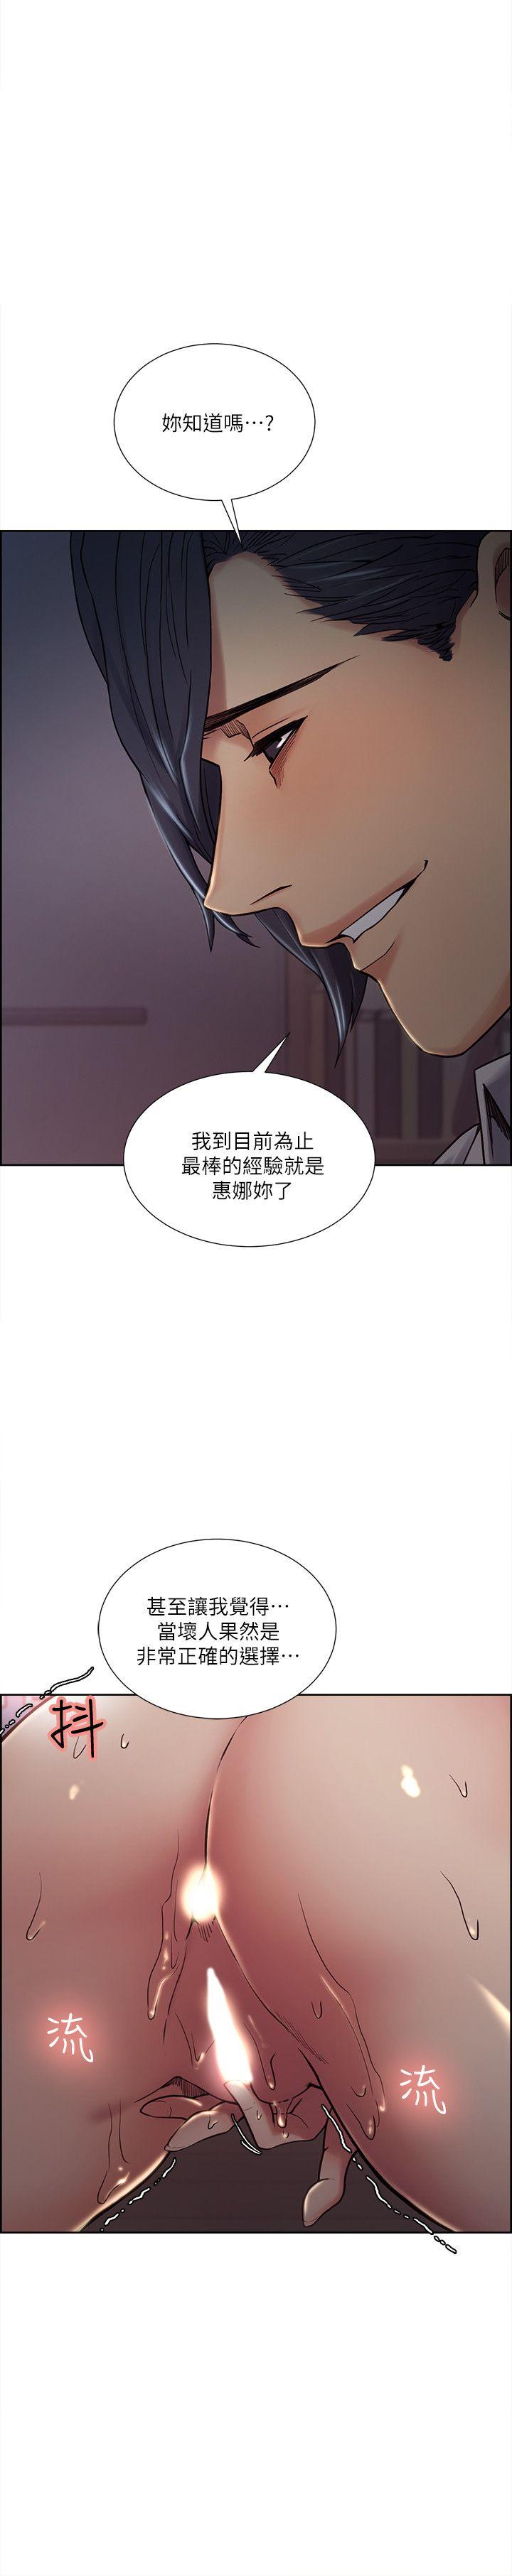 妳知道嗎…?
我到目前為止
最棒的經驗就是
惠娜妳了
甚至讓我覺得…
當壞人果然是
非常正確的選擇…
抖
流
流